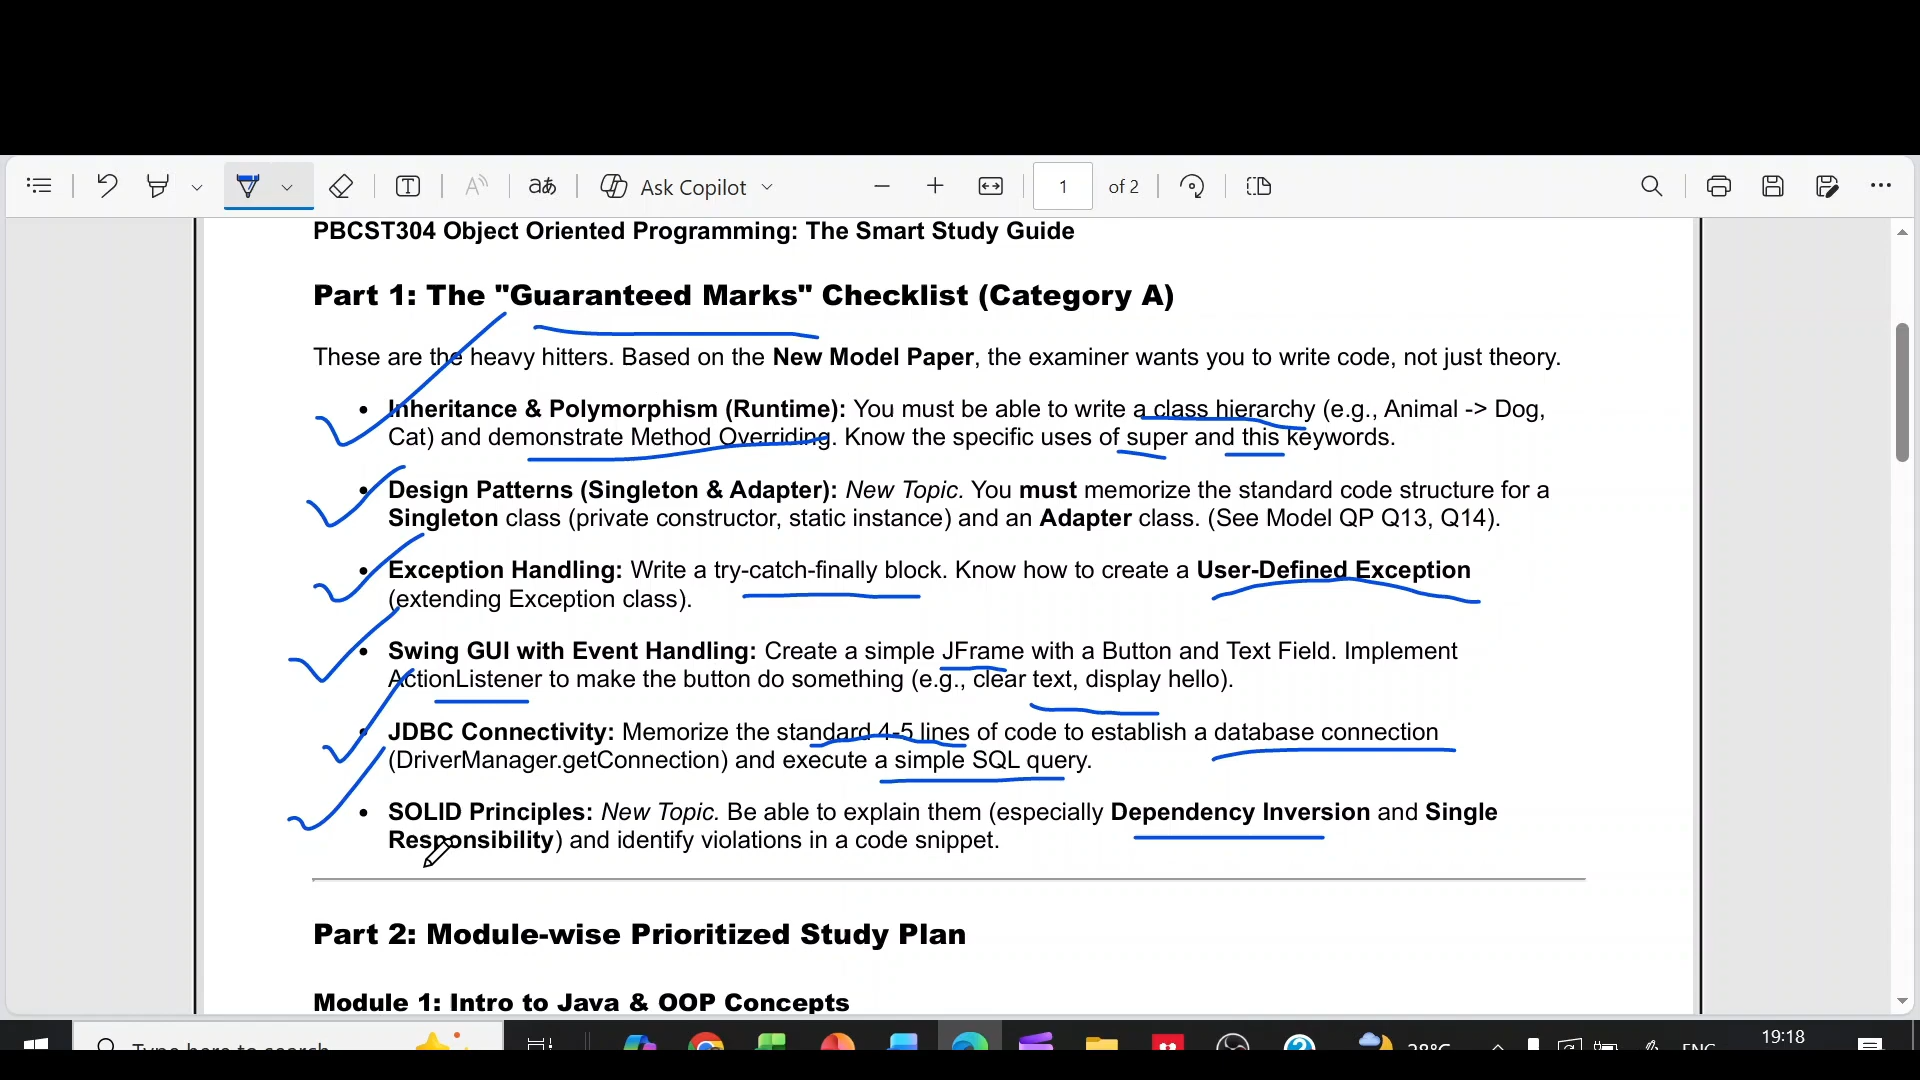 Ask Copilot
1
of 2
PBCST304 Object Oriented Programming: The Smart Study Guide
Part 1: The "Guaranteed Marks" Checklist (Category A)
These are the heavy hitters. Based on the New Model Paper, the examiner wants you to write code, not just theory.
• Inheritance & Polymorphism (Runtime): You must be able to write a class hierarchy (e.g., Animal -> Dog,
Cat) and demonstrate Method Overriding. Know the specific uses of super and this keywords.
• Design Patterns (Singleton & Adapter): New Topic. You must memorize the standard code structure for a
Singleton class (private constructor, static instance) and an Adapter class. (See Model QP Q13, Q14).
• Exception Handling: Write a try-catch-finally block. Know how to create a User-Defined Exception
(extending Exception class).
• Swing GUI with Event Handling: Create a simple JFrame with a Button and Text Field. Implement
ActionListener to make the button do something (e.g., clear text, display hello).
• JDBC Connectivity: Memorize the standard 4-5 lines of code to establish a database connection
(DriverManager.getConnection) and execute a simple SQL query.
• SOLID Principles: New Topic. Be able to explain them (especially Dependency Inversion and Single
Responsibility) and identify violations in a code snippet.
Part 2: Module-wise Prioritized Study Plan
Module 1: Intro to Java & OOP Concepts
Type here to search
28°C
ENG
19:18